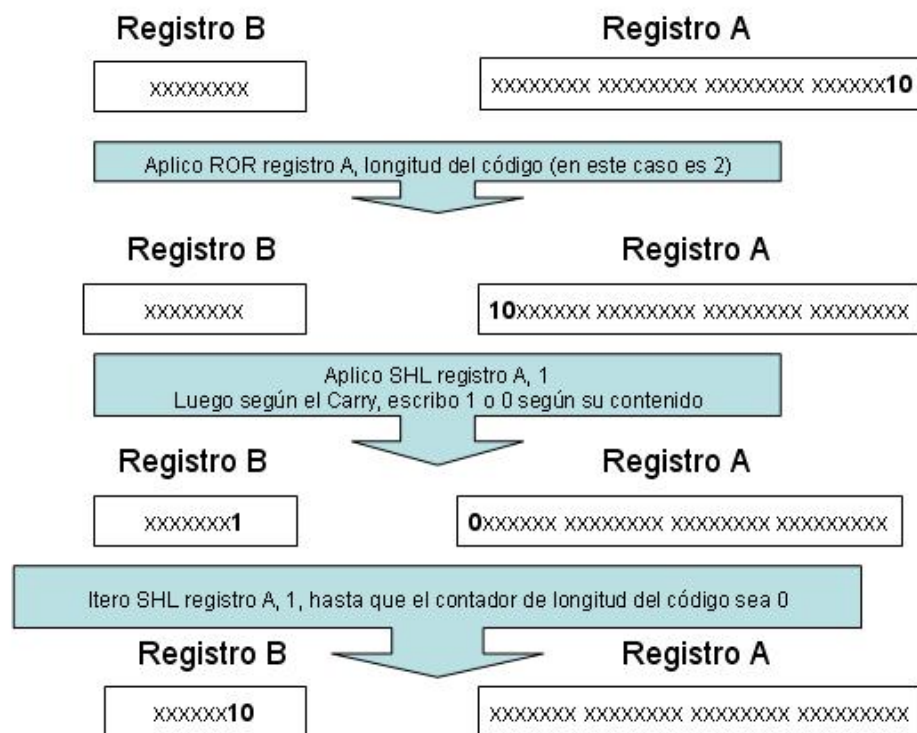 Registro B Registro A
xxxxxxxx xxxxxxxx xxxxxxxx xxxxxxxx xxxxxx10
Aplico ROR registro A, longitud del código (en este caso es 2)
Registro B Registro A
xxxxxxxx 10xxxxxx xxxxxxxx xxxxxxxx xxxxxxxx
Aplico SHL registro A, 1
Luego según el Carry, escribo 1 o 0 según su contenido
Registro B Registro A
xxxxxxx1 0xxxxxx xxxxxxxx xxxxxxxx xxxxxxxxx
Itero SHL registro A, 1, hasta que el contador de longitud del código sea 0
Registro B Registro A
xxxxxx10 xxxxxxx xxxxxxxx xxxxxxxx xxxxxxxxx